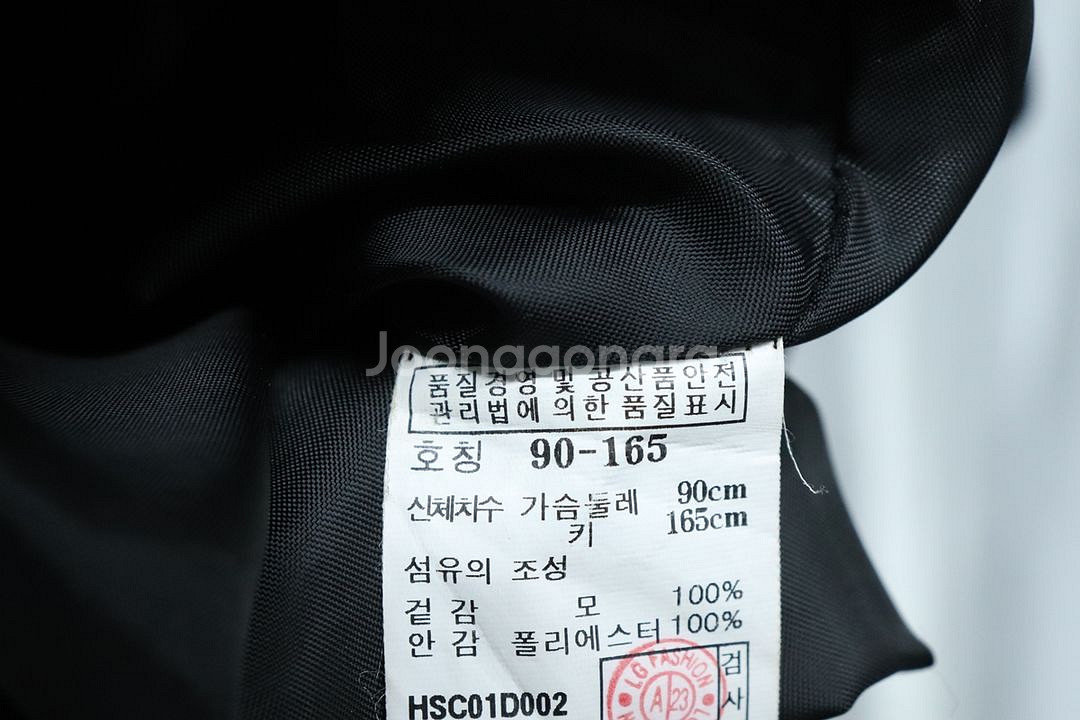 Joonggonara
품질경영 및 공산품안전
관리법에 의한 품질표시
호칭 90-165
신체치수 가슴둘레 90cm
키 165cm
섬유의 조성
겉감 모 100%
안감 폴리에스터 100%
LG FASHION
검
A 23
사
HSC01D002